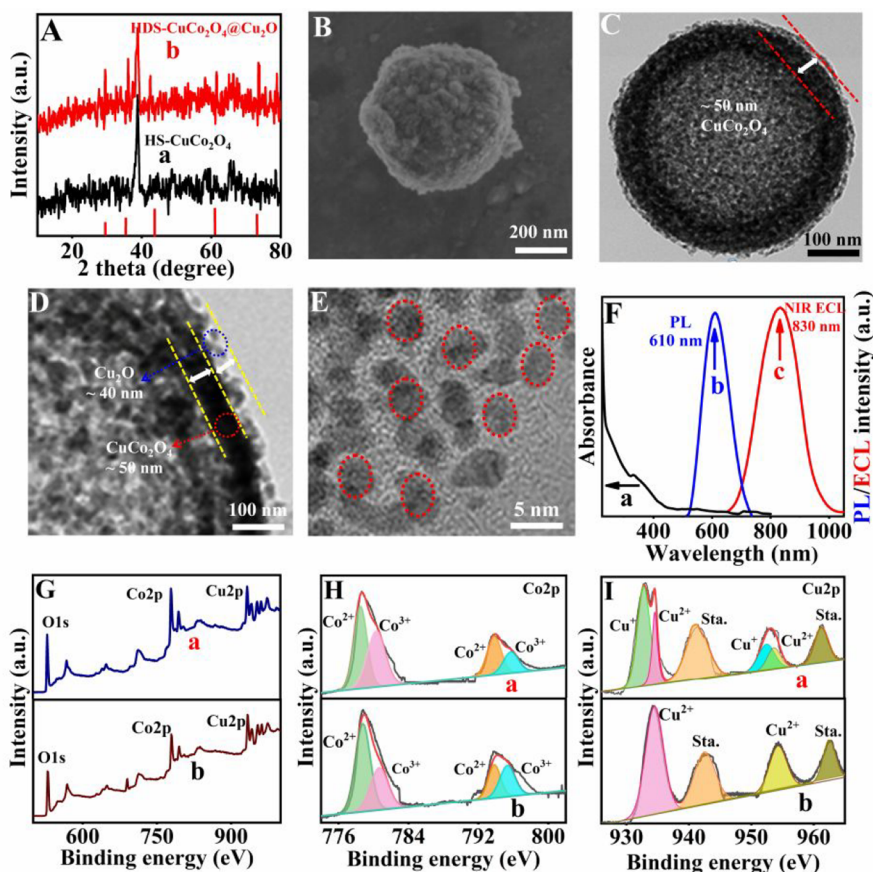 A
HDS-CuCo₂O₄@Cu₂O
b
HS-CuCo₂O₄
a
Intensity (a.u.)
20 40 60 80
2 theta (degree)
B
200 nm
C
~ 50 nm
CuCo₂O₄
100 nm
D
Cu₂O
~ 40 nm
CuCo₂O₄
~ 50 nm
100 nm
E
5 nm
F
PL
610 nm
NIR ECL
830 nm
b
c
a
Absorbance
PL/ECL intensity (a.u.)
400 600 800 1000
Wavelength (nm)
G
O1s
Co2p
Cu2p
a
O1s
Co2p
Cu2p
b
Intensity (a.u.)
600 750 900
Binding energy (eV)
H
Co2p
Co²⁺
Co³⁺
Co²⁺
Co³⁺
a
Co²⁺
Co³⁺
Co²⁺
Co³⁺
b
Intensity (a.u.)
776 784 792 802
Binding energy (eV)
I
Cu2p
Cu⁺
Cu²⁺
Sta.
Cu⁺
Cu²⁺
Sta.
a
Cu²⁺
Sta.
Cu²⁺
Sta.
b
Intensity (a.u.)
930 940 950 960
Binding energy (eV)